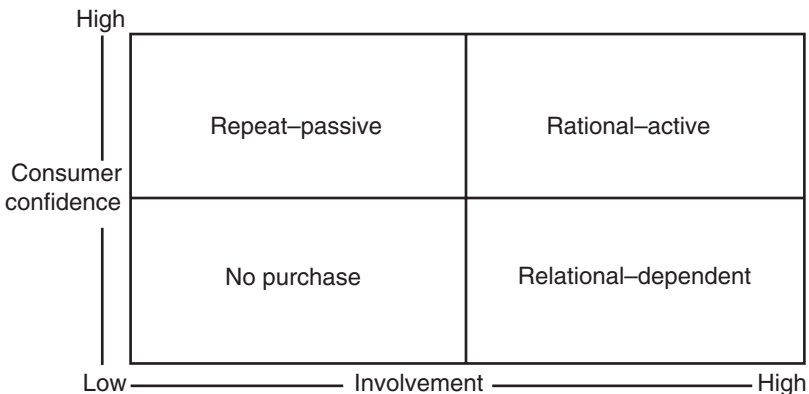 High
Repeat–passive
Rational–active
Consumer
confidence
No purchase
Relational–dependent
Low
Involvement
High